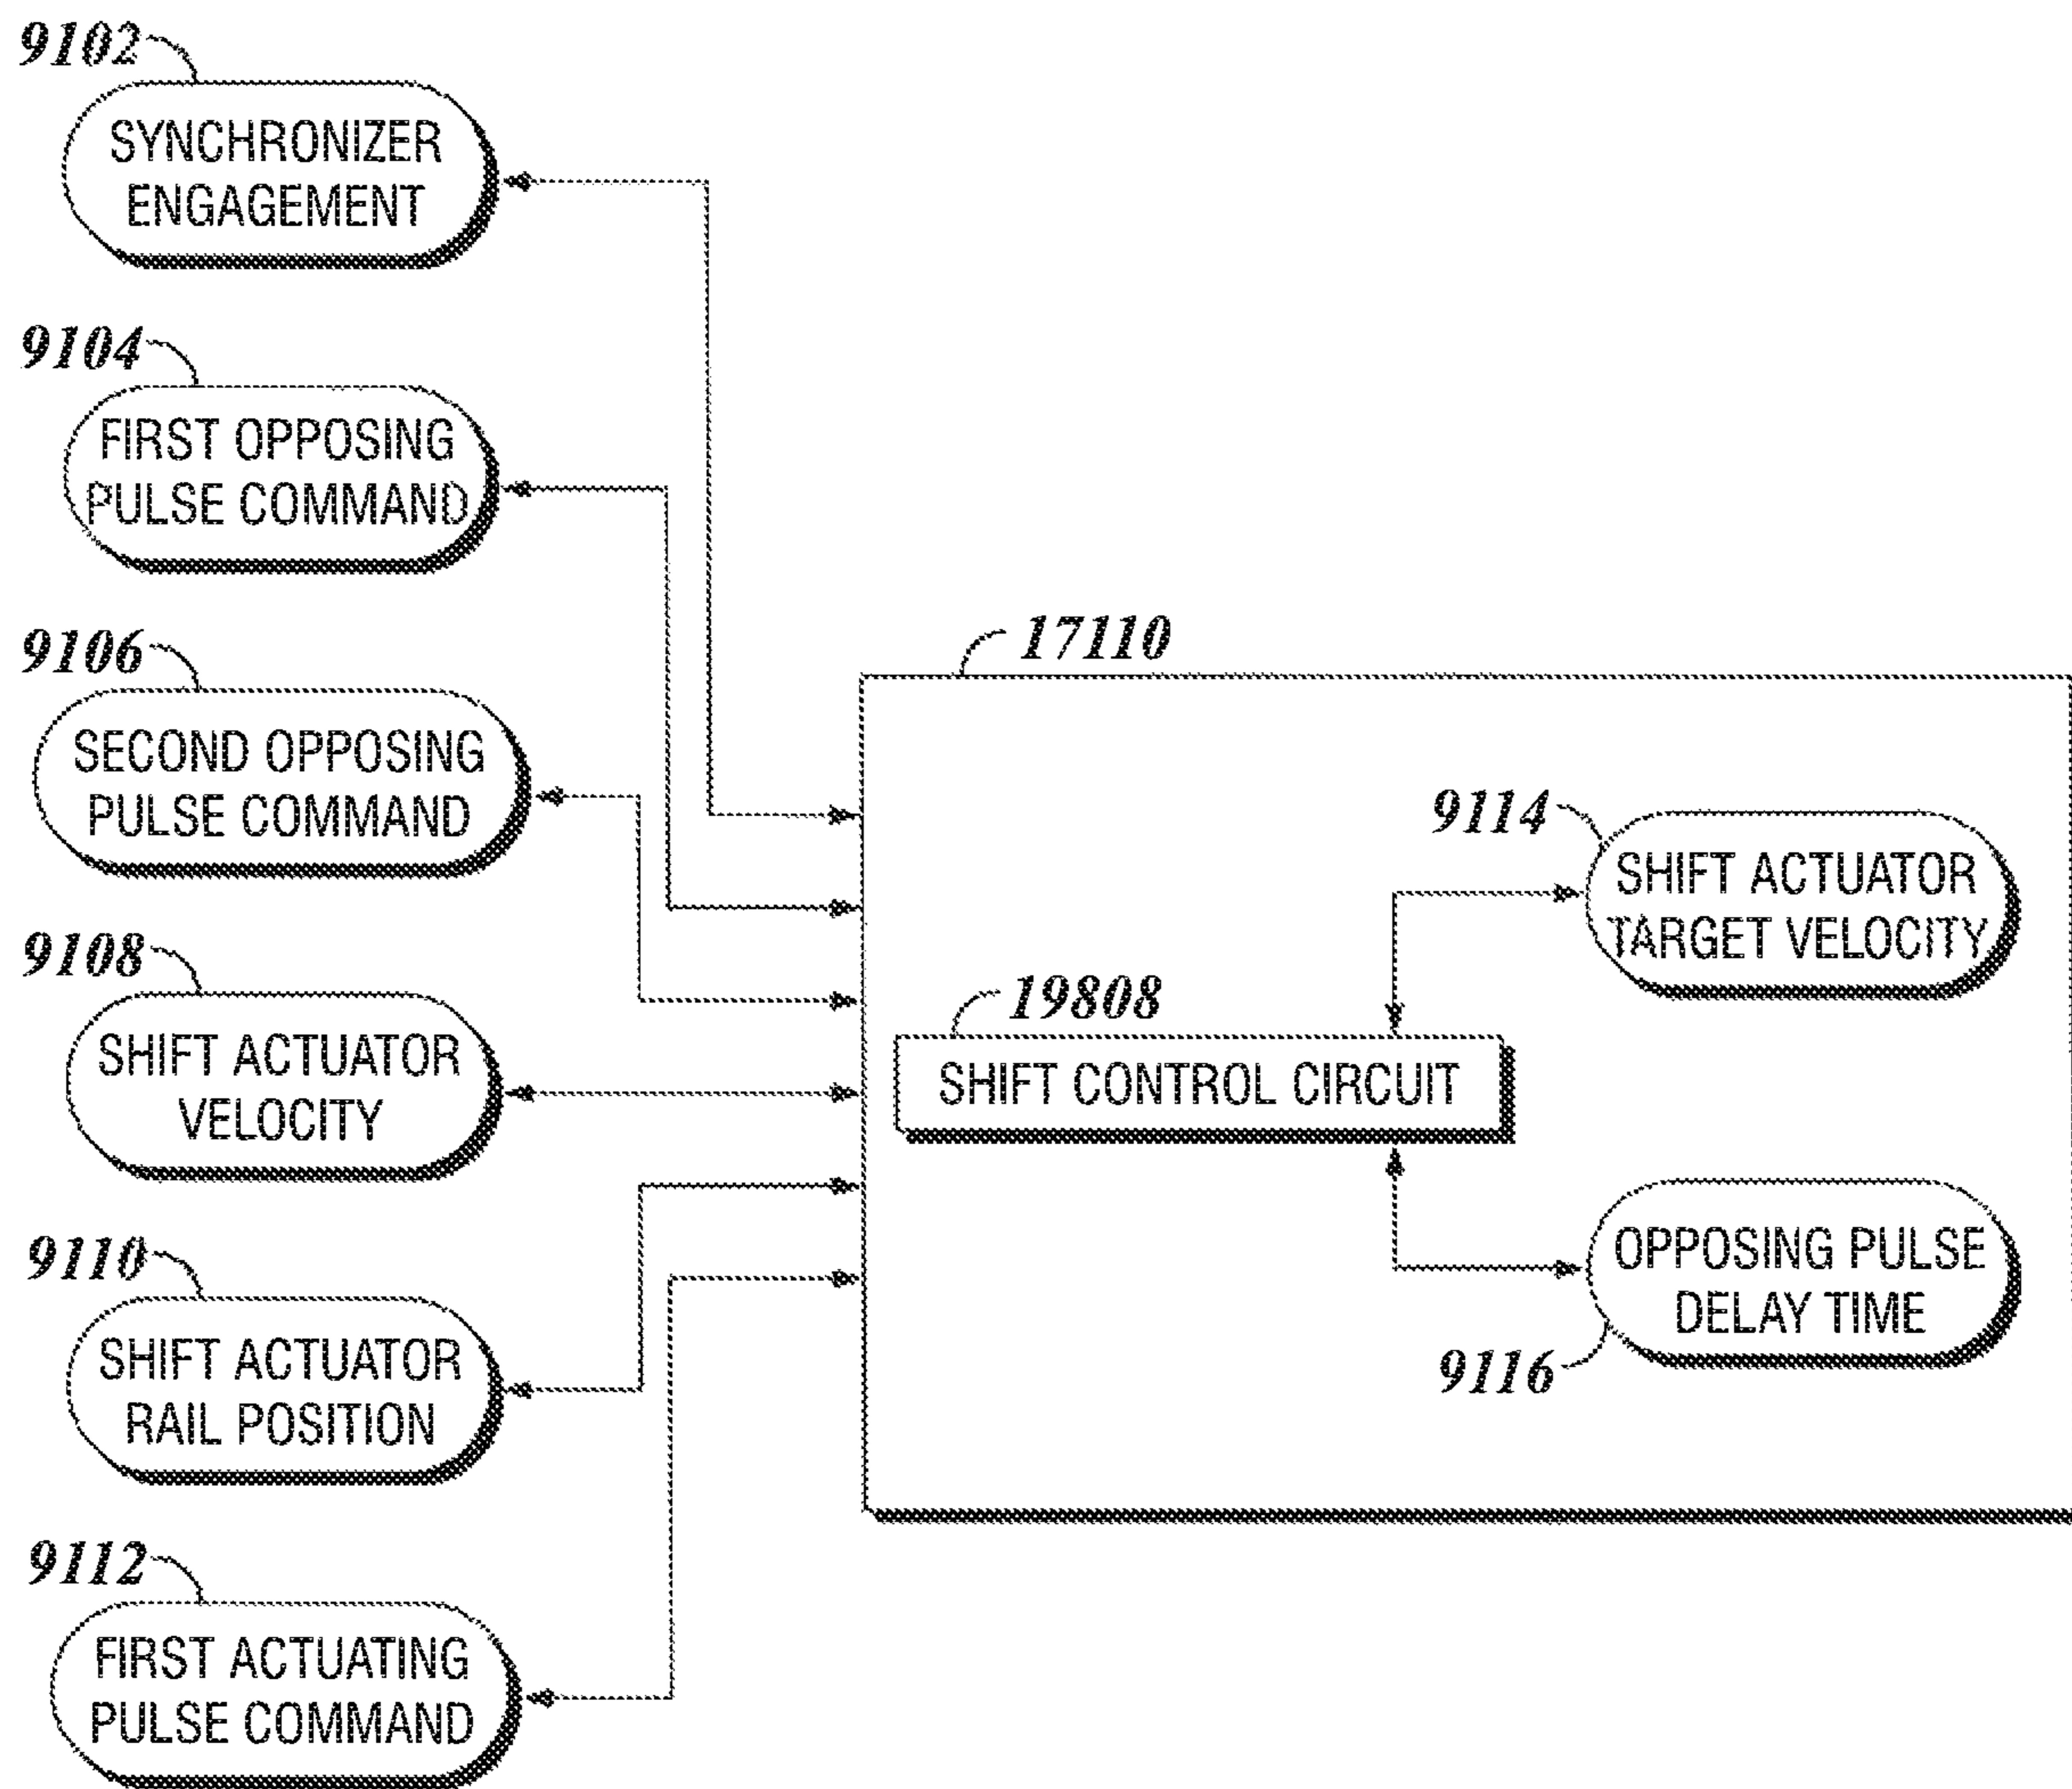 9102
SYNCHRONIZER
ENGAGEMENT
9104
FIRST OPPOSING
PULSE COMMAND
9106
SECOND OPPOSING
PULSE COMMAND
9108
SHIFT ACTUATOR
VELOCITY
9110
SHIFT ACTUATOR
RAIL POSITION
9112
FIRST ACTUATING
PULSE COMMAND
17110
9114
SHIFT ACTUATOR
TARGET VELOCITY
19808
SHIFT CONTROL CIRCUIT
OPPOSING PULSE
DELAY TIME
9116